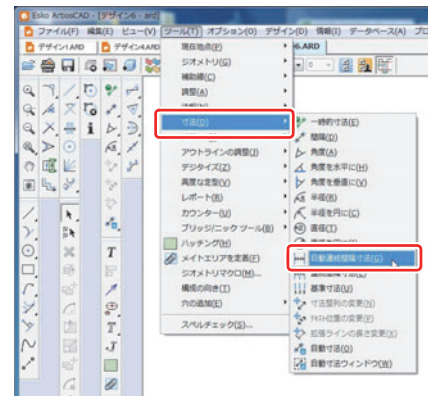 Esko ArtiosCAD - [デザイン6 - ard]
ファイル(F) 編集(E) ビュー(V) ツール(T) オプション(O) デザイン(D) 情報(I) データベース(A) プロ
デザイン1.ARD デザイン4.ARD 6.ARD
現在地点(P)
ジオメトリ(G)
補助線(C)
調整(A)
寸法(D)
アウトラインの調整(J)
デジタイズ(Z)
高度な定型(V)
レポート(R)
カウンター(U)
ブリッジ/ニック ツール(B)
ハッチング(H)
メイトエリアを定義(F)
ジオメトリマクロ(M)...
構成の向き(T)
穴の追加(E)
スペルチェック(S)...
一時的寸法(E)
間隔(D)
角度(A)
角度を水平に(H)
角度を垂直に(V)
半径(R)
半径を円に(C)
直径(T)
自動連続間隔寸法(G)
基準寸法(U)
寸法整列の変更(N)
テキスト位置の変更(P)
拡張ラインの長さ変更(X)
自動寸法(O)
自動寸法ウィンドウ(W)